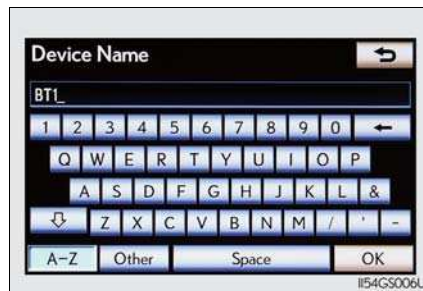 Device Name
BT1_
1 2 3 4 5 6 7 8 9 0 ←
Q W E R T Y U I O P
A S D F G H J K L &
Z X C V B N M / ' -
A-Z Other Space OK
II54GS006U